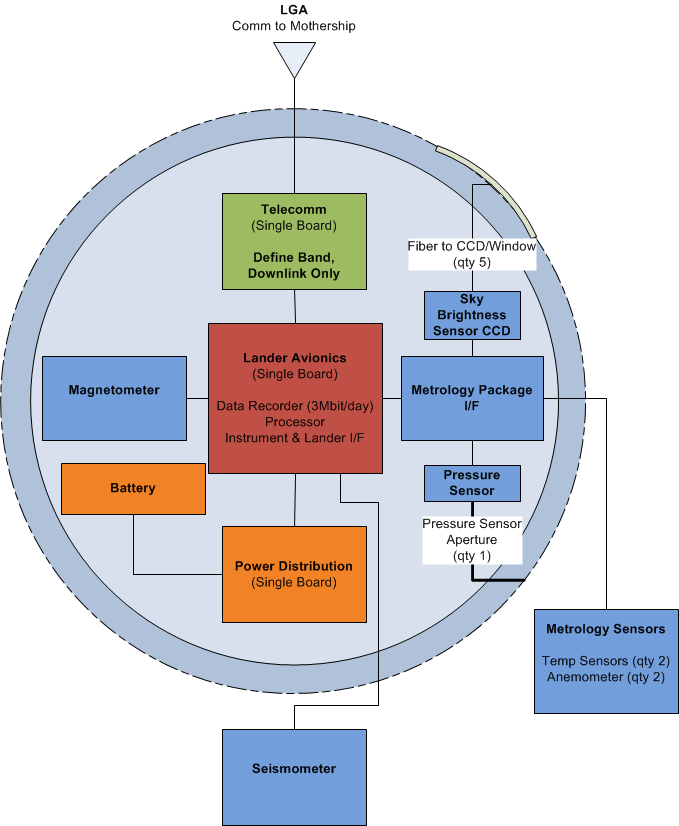 LGA
Comm to Mothership
Telecomm
(Single Board)
Define Band,
Downlink Only
Fiber to CCD/Window
(qty 5)
Sky
Brightness
Sensor CCD
Lander Avionics
(Single Board)
Data Recorder (3Mbit/day)
Processor
Instrument & Lander I/F
Magnetometer
Metrology Package
I/F
Battery
Pressure
Sensor
Pressure Sensor
Aperture
(qty 1)
Power Distribution
(Single Board)
Metrology Sensors
Temp Sensors (qty 2)
Anemometer (qty 2)
Seismometer